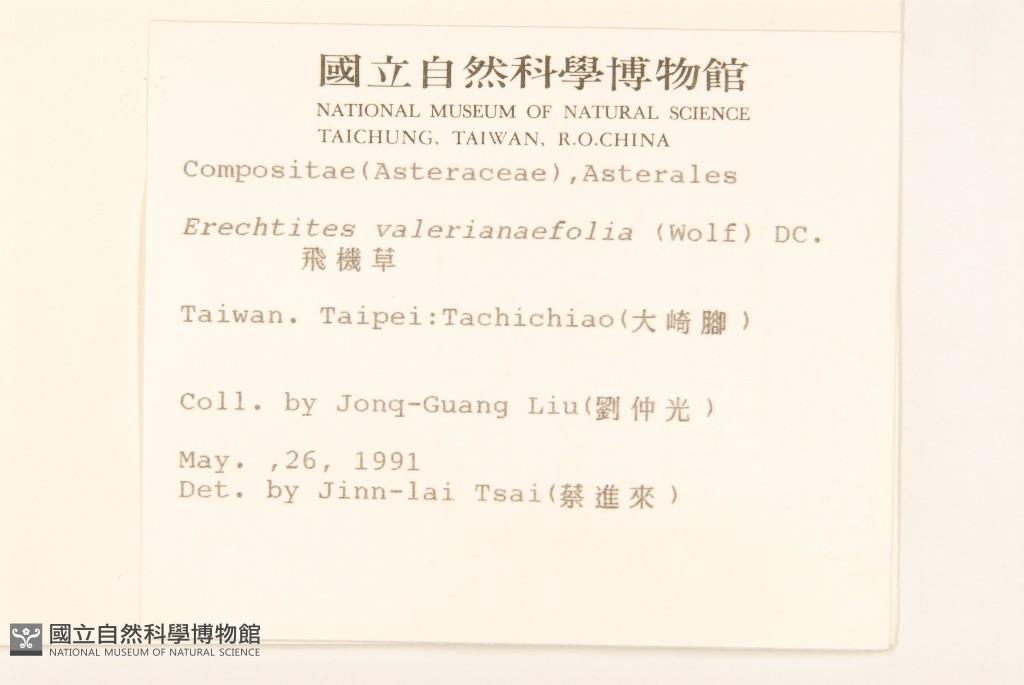 國立自然科學博物館
NATIONAL MUSEUM OF NATURAL SCIENCE
TAICHUNG, TAIWAN, R.O.CHINA
Compositae(Asteraceae),Asterales
Erechtites valerianaefolia (Wolf) DC.
飛機草
Taiwan. Taipei:Tachichiao(大崎腳)
Coll. by Jonq-Guang Liu(劉仲光)
May. ,26, 1991
Det. by Jinn-lai Tsai(蔡進來)
國立自然科學博物館
NATIONAL MUSEUM OF NATURAL SCIENCE